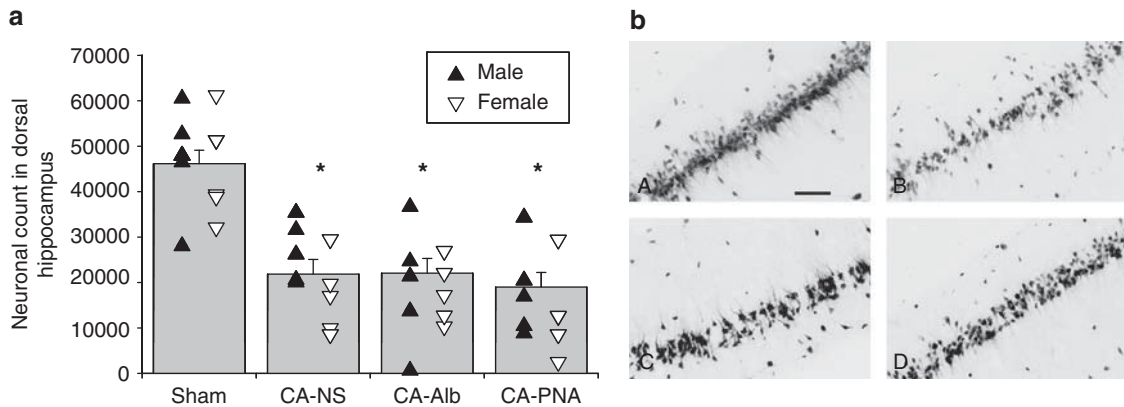 a
Neuronal count in dorsal
hippocampus
70000
60000
50000
40000
30000
20000
10000
0
Male
Female
*
*
*
Sham
CA-NS
CA-Alb
CA-PNA
b
A
B
C
D